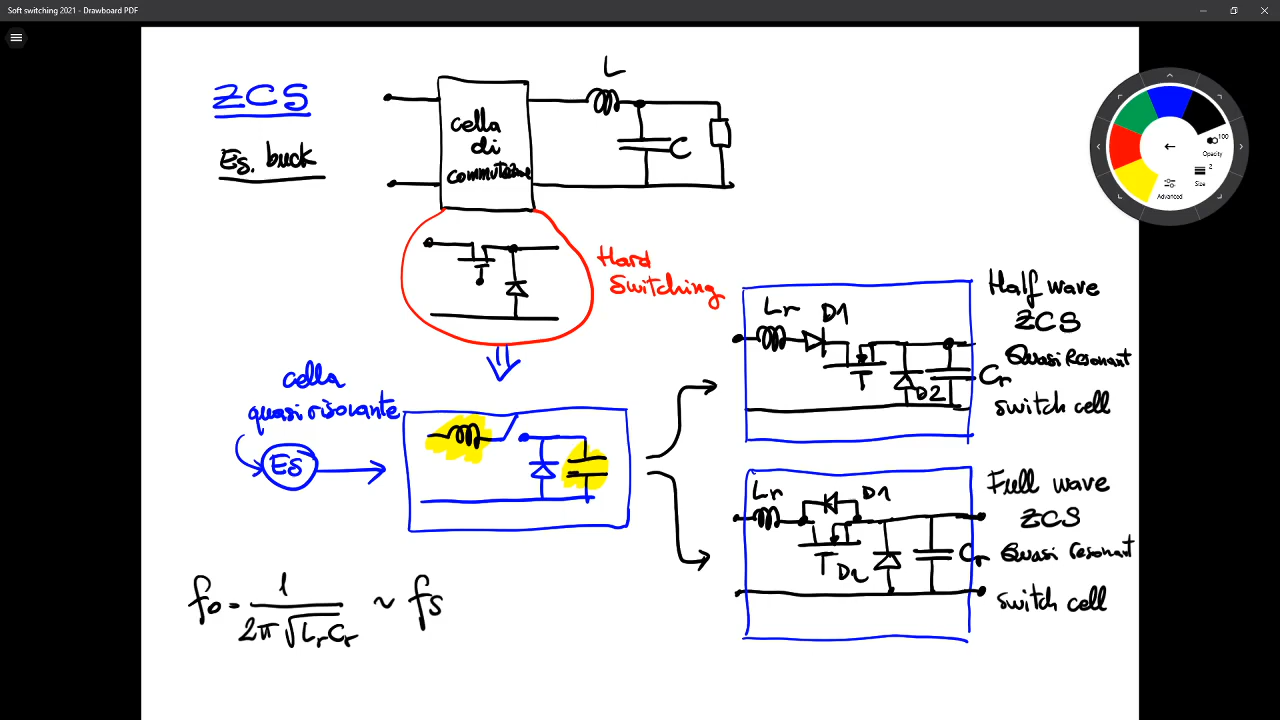 Soft switching 2021 - Drawboard PDF
ZCS
Es. buck
cella
di
commutazione
L
C
Hard
Switching
T
cella
quasi risonante
Es
Lr
D1
T
D2
Cr
Half wave
ZCS
Quasi Resonant
switch cell
Lr
D1
T
D2
Cr
Full wave
ZCS
Quasi resonant
switch cell
fo = 1 / 2π √LrCr ~ fs
100
Opacity
2
Size
Advanced